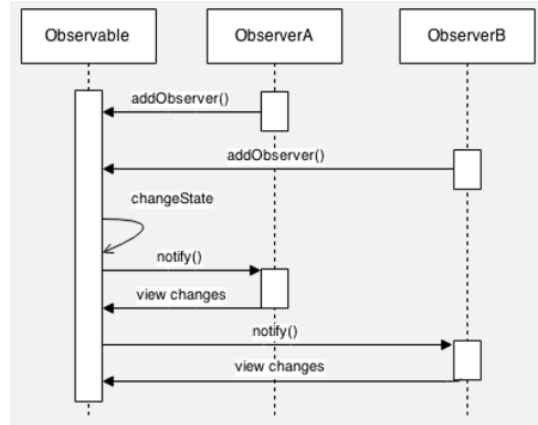 Observable
ObserverA
ObserverB
addObserver()
addObserver()
changeState
notify()
view changes
notify()
view changes